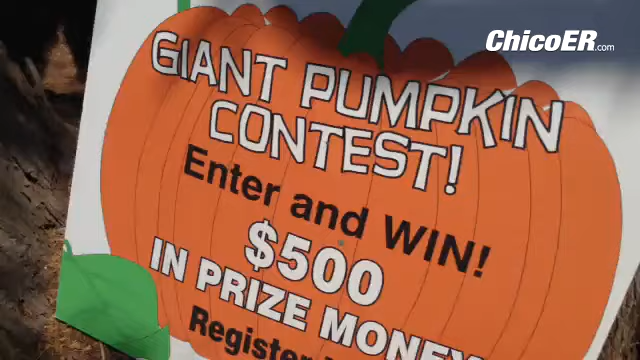 ChicoER.com
GIANT PUMPKIN
CONTEST!
Enter and WIN!
$500
IN PRIZE MONEY
Register